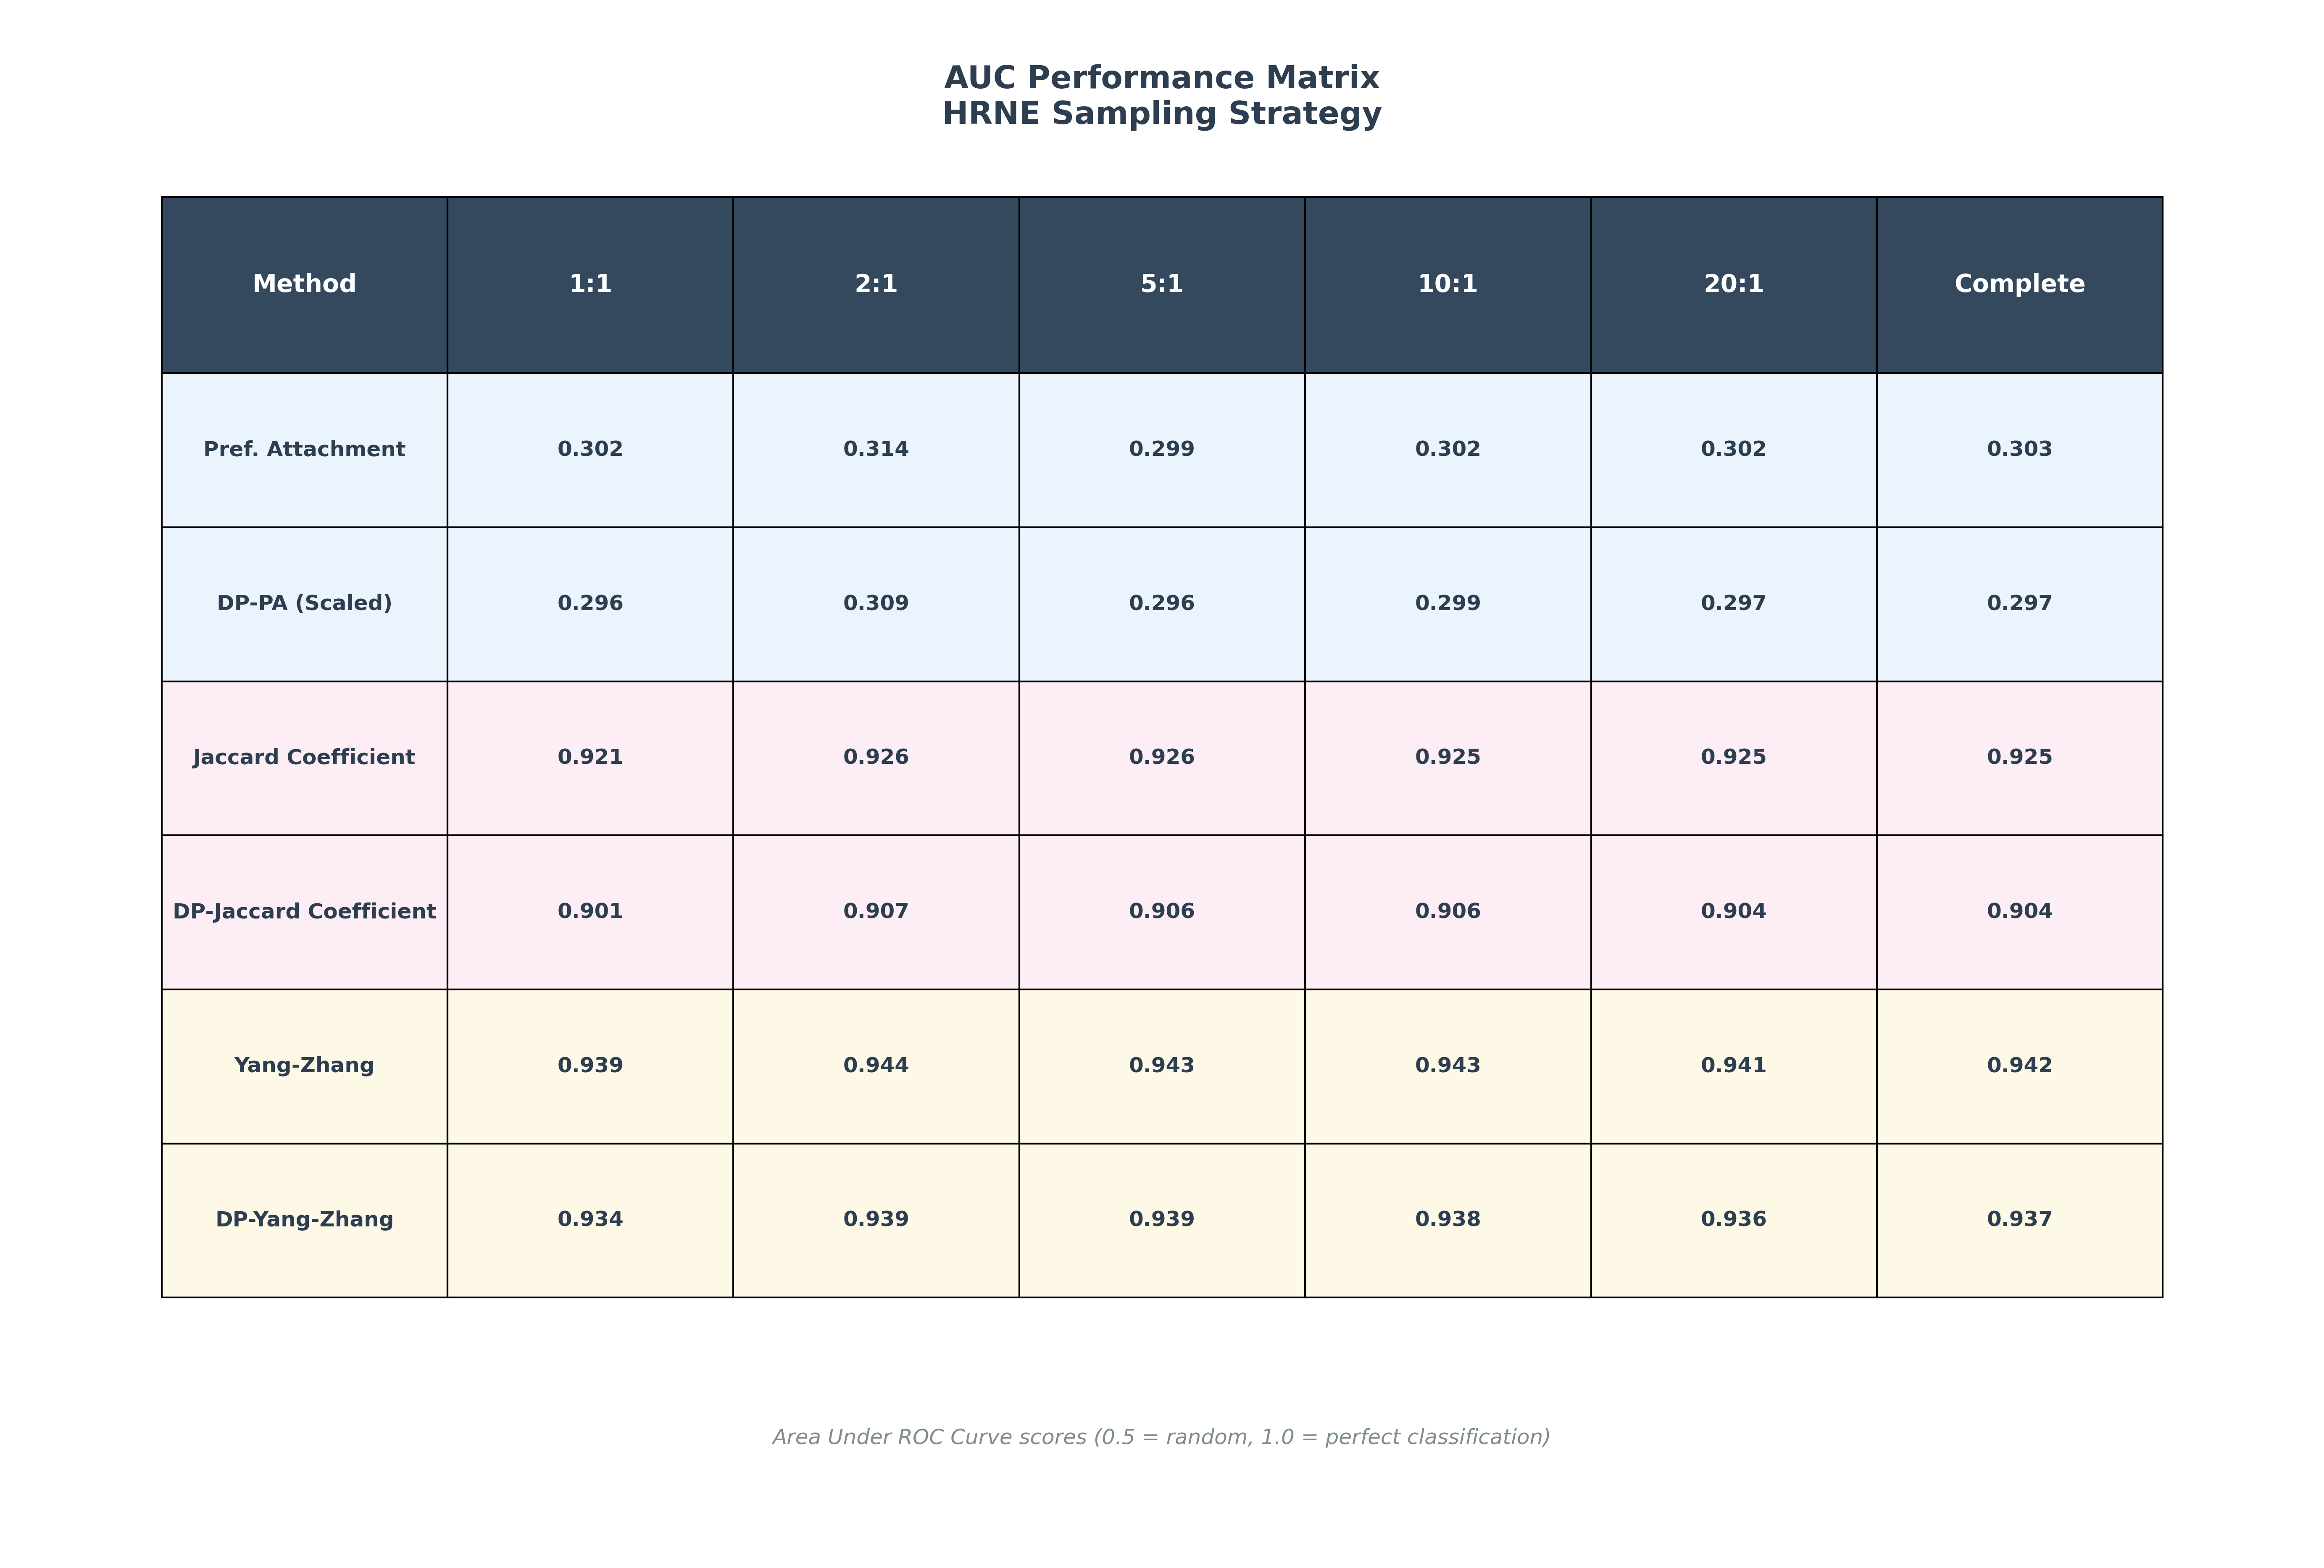 AUC Performance Matrix
HRNE Sampling Strategy
Method 1:1 2:1 5:1 10:1 20:1 Complete
Pref. Attachment 0.302 0.314 0.299 0.302 0.302 0.303
DP-PA (Scaled) 0.296 0.309 0.296 0.299 0.297 0.297
Jaccard Coefficient 0.921 0.926 0.926 0.925 0.925 0.925
DP-Jaccard Coefficient 0.901 0.907 0.906 0.906 0.904 0.904
Yang-Zhang 0.939 0.944 0.943 0.943 0.941 0.942
DP-Yang-Zhang 0.934 0.939 0.939 0.938 0.936 0.937
Area Under ROC Curve scores (0.5 = random, 1.0 = perfect classification)